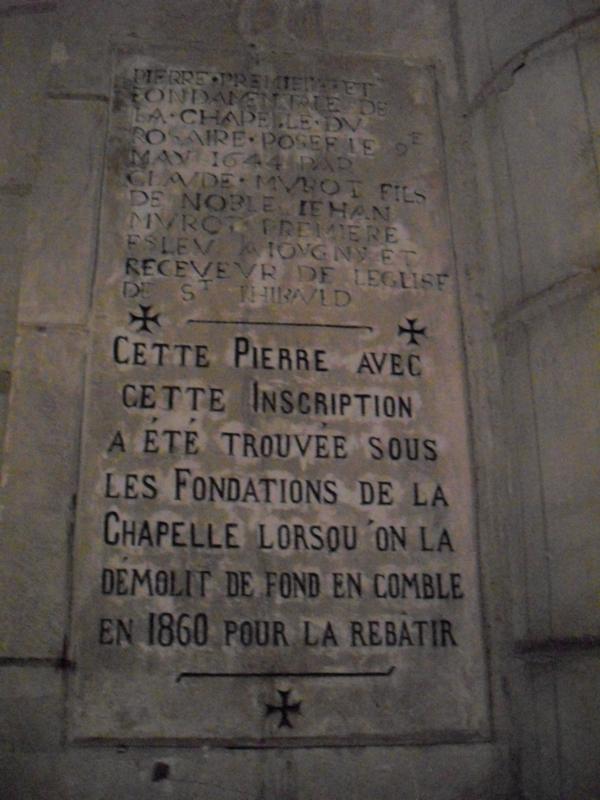 PIERRE·PREMIERE ET
FONDAMENTALE DE
LA·CHAPELLE·DV
ROSAIRE·POSEE LE 9E
MAY 1644 PAR
CLAVDE·MVROT FILS
DE NOBLE IEHAN
MVROT PREMIERE
ESLEV A IOVGNY ET
RECEVEVR DE LEGLISE
DE ST THIBAVLD
CETTE PIERRE AVEC
CETTE INSCRIPTION
A ÉTÉ TROUVÉE SOUS
LES FONDATIONS DE LA
CHAPELLE LORSQU'ON LA
DÉMOLIT DE FOND EN COMBLE
EN 1860 POUR LA REBÂTIR